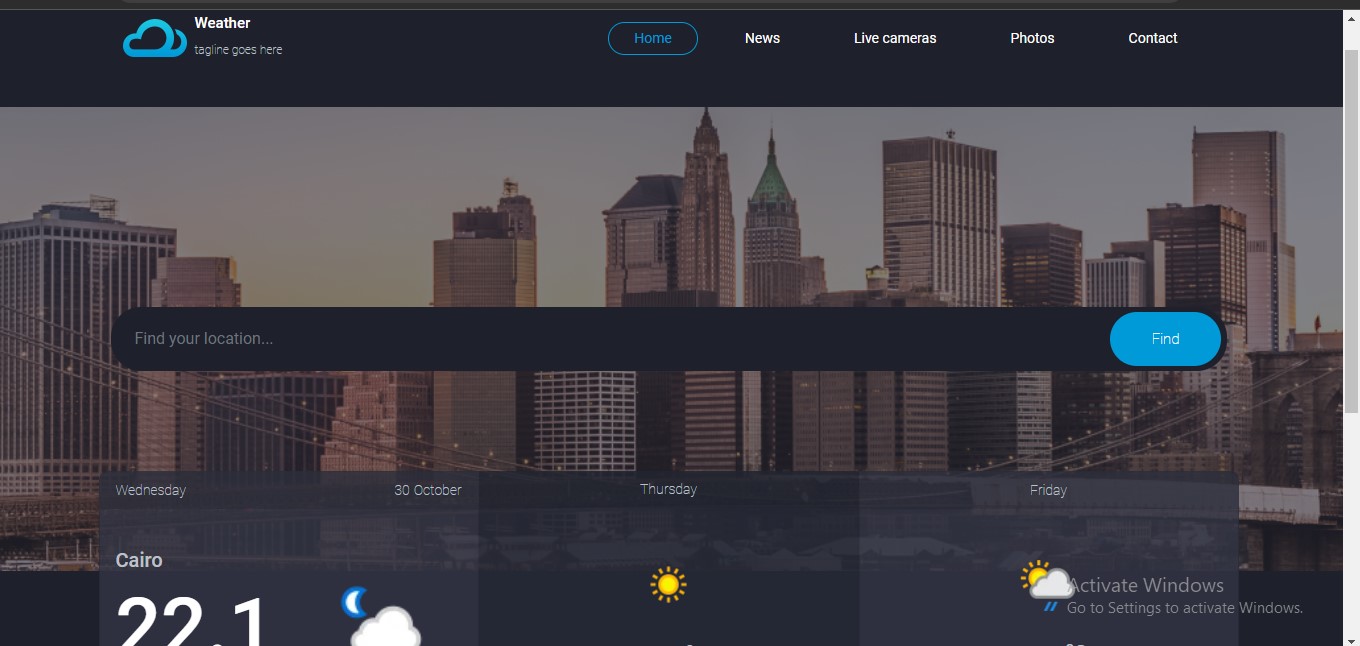 Weather
tagline goes here
Home News Live cameras Photos Contact
Find your location...
Find
Wednesday 30 October Thursday Friday
Cairo
22.1
Activate Windows
Go to Settings to activate Windows.